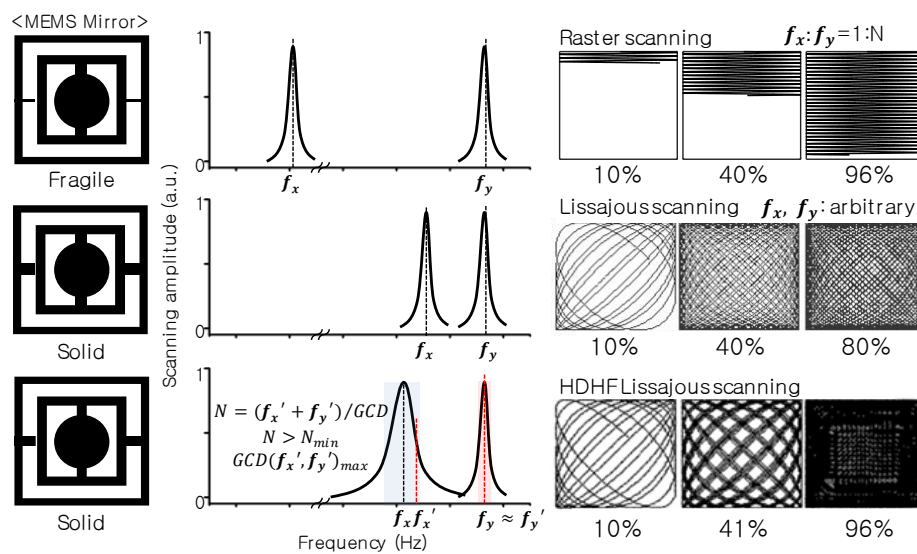 <MEMS Mirror>
Fragile
Solid
Solid
Scanning amplitude (a.u.)
1
0
f_x
f_y
1
0
f_x
f_y
1
0
N = (f_x' + f_y')/GCD
N > N_min
GCD(f_x', f_y')_max
f_x f_x'
f_y ≈ f_y'
Frequency (Hz)
Raster scanning f_x:f_y=1:N
10% 40% 96%
Lissajous scanning f_x, f_y: arbitrary
10% 40% 80%
HDHF Lissajous scanning
10% 41% 96%